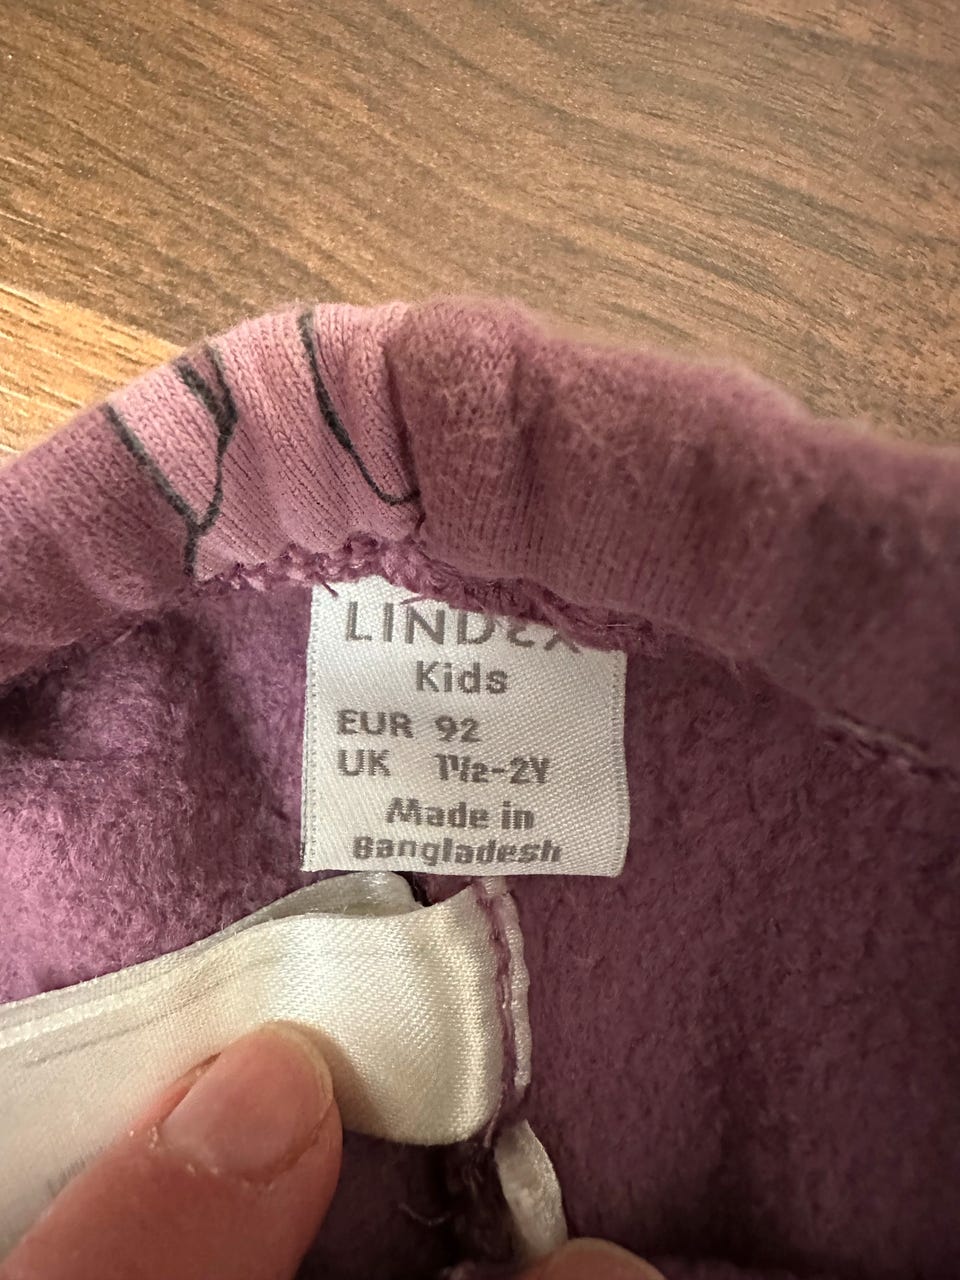 LINDEX
Kids
EUR 92
UK 1½-2Y
Made in
Bangladesh